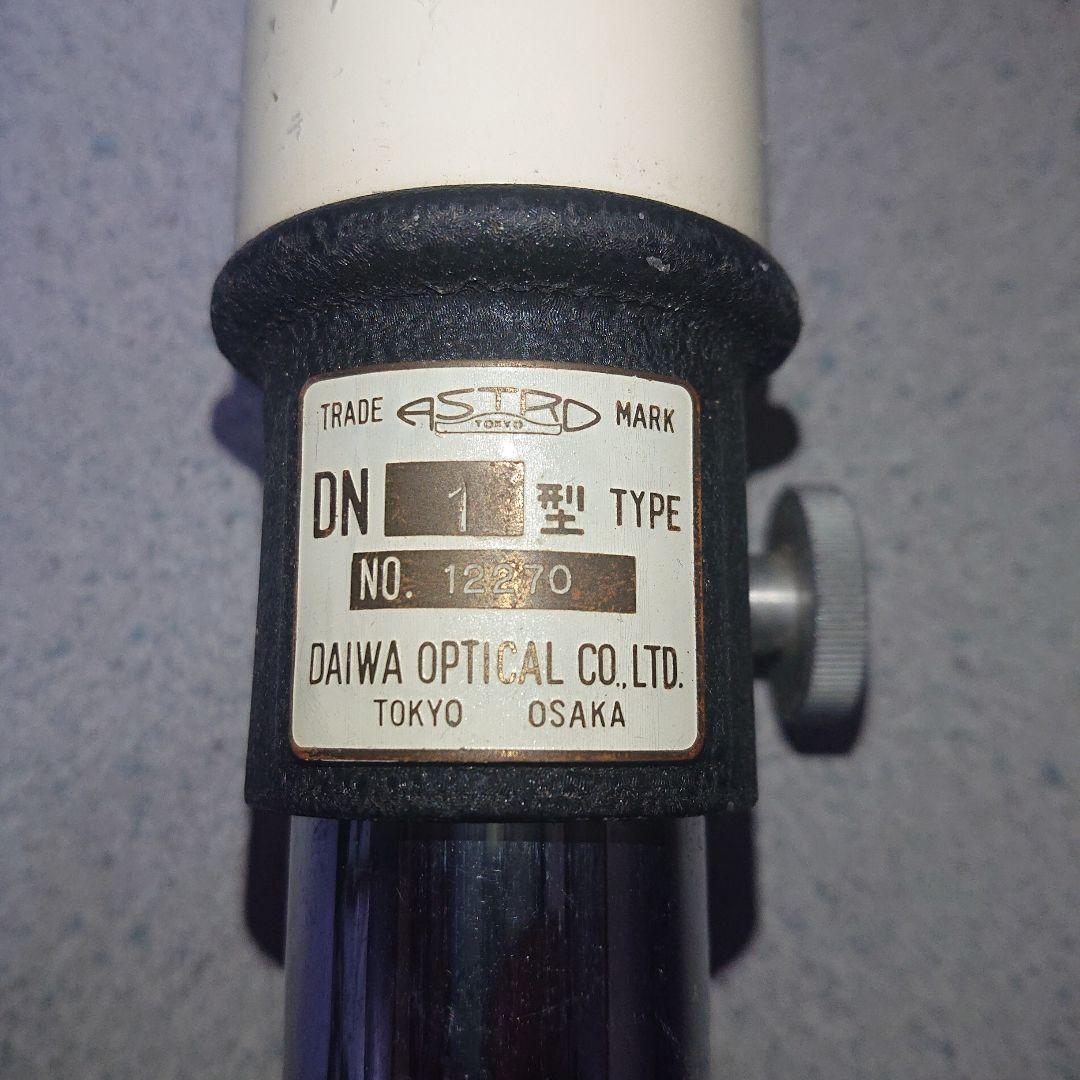 TRADE ASTRO MARK
TOKYO
DN 1 型 TYPE
NO. 12270
DAIWA OPTICAL CO., LTD.
TOKYO OSAKA